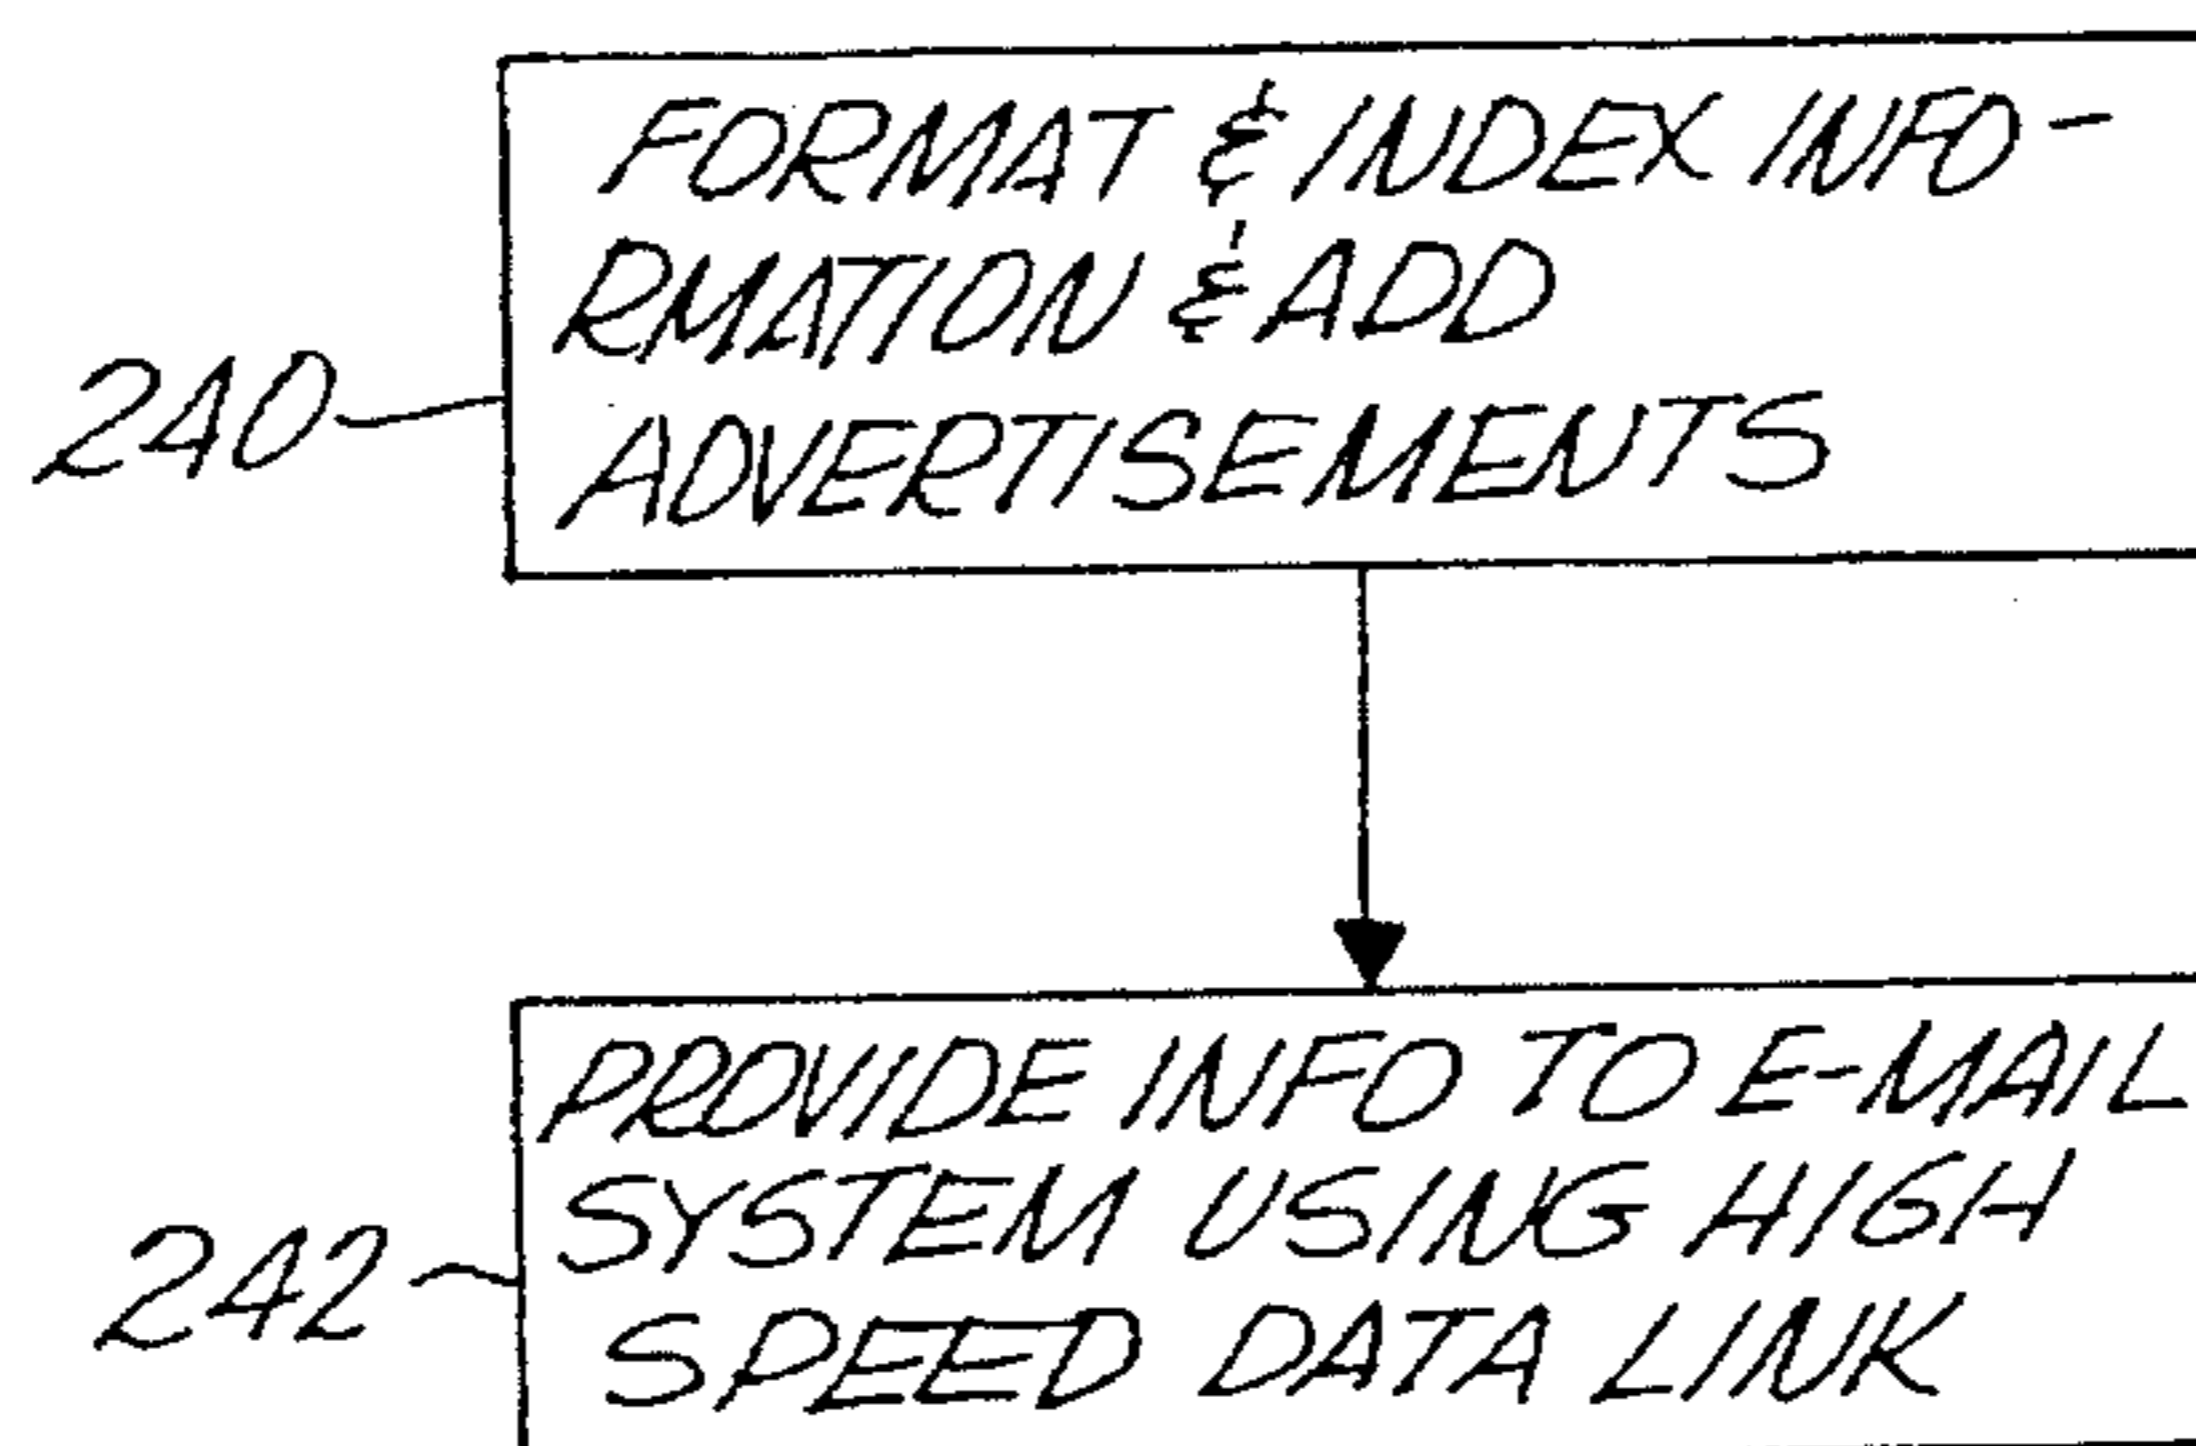 FORMAT & INDEX INFO-
RMATION & ADD
ADVERTISEMENTS
240
PROVIDE INFO TO E-MAIL
SYSTEM USING HIGH
SPEED DATA LINK
242